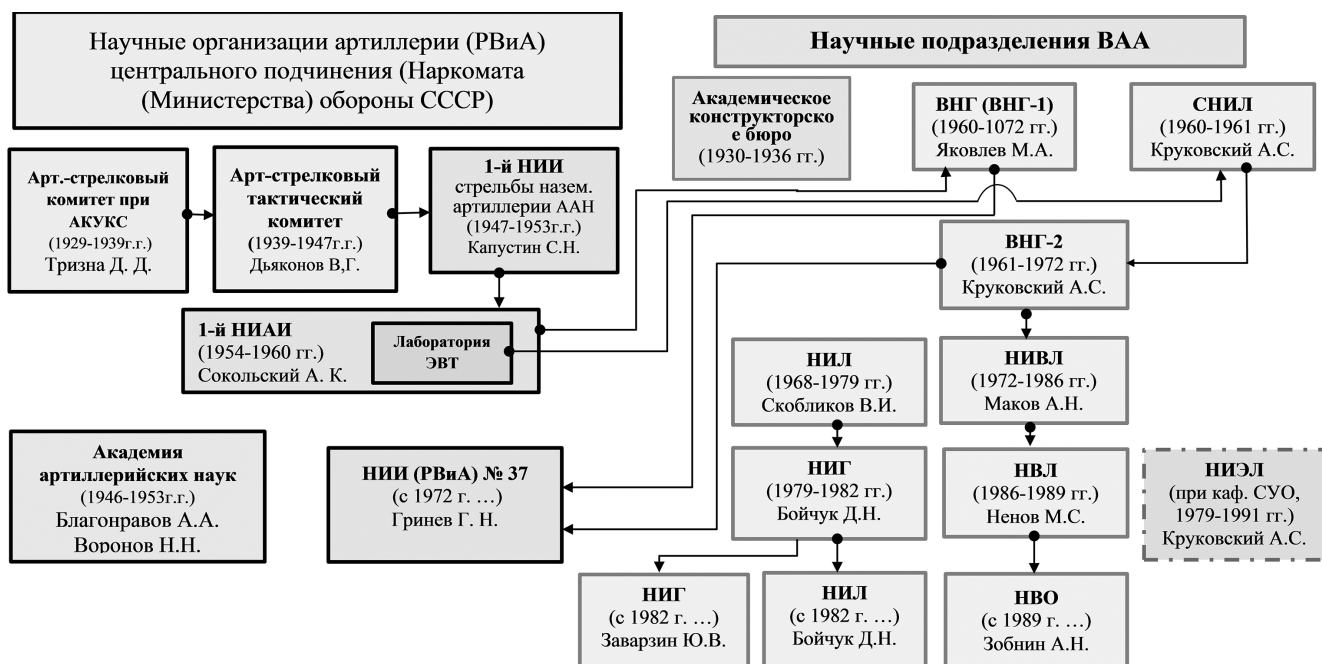 Научные организации артиллерии (РВиА)
центрального подчинения (Наркомата
(Министерства) обороны СССР)
Научные подразделения ВАА
Академическое
конструкторско
е бюро
(1930-1936 гг.)
ВНГ (ВНГ-1)
(1960-1072 гг.)
Яковлев М.А.
СНИЛ
(1960-1961 гг.)
Круковский А.С.
Арт.-стрелковый
комитет при
АКУКС
(1929-1939г.г.)
Тризна Д. Д.
Арт-стрелковый
тактический
комитет
(1939-1947г.г.)
Дьяконов В,Г.
1-й НИИ
стрельбы назем.
артиллерии ААН
(1947-1953г.г.)
Капустин С.Н.
ВНГ-2
(1961-1972 гг.)
Круковский А.С.
1-й НИАИ
(1954-1960 гг.)
Сокольский А. К.
Лаборатория
ЭВТ
НИЛ
(1968-1979 гг.)
Скобликов В.И.
НИВЛ
(1972-1986 гг.)
Маков А.Н.
Академия
артиллерийских наук
(1946-1953г.г.)
Благонравов А.А.
Воронов Н.Н.
НИИ (РВиА) № 37
(с 1972 г. …)
Гринев Г. Н.
НИГ
(1979-1982 гг.)
Бойчук Д.Н.
НВЛ
(1986-1989 гг.)
Ненов М.С.
НИЭЛ
(при каф. СУО,
1979-1991 гг.)
Круковский А.С.
НИГ
(с 1982 г. …)
Заварзин Ю.В.
НИЛ
(с 1982 г. …)
Бойчук Д.Н.
НВО
(с 1989 г. …)
Зобнин А.Н.